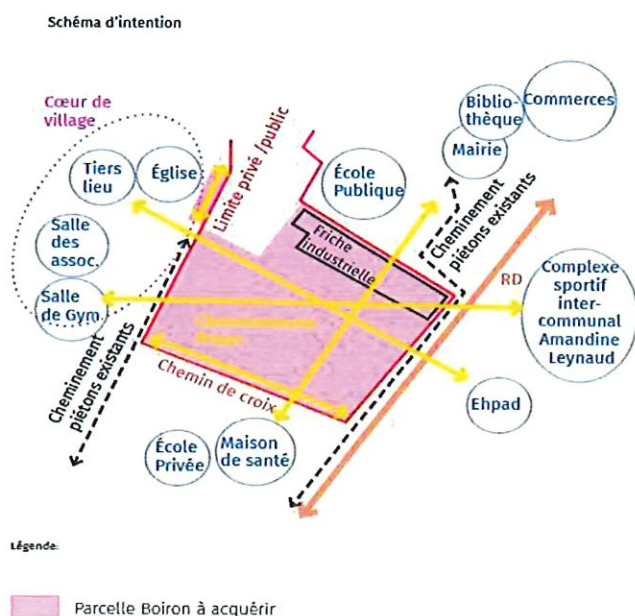 Schéma d'intention
Cœur de
village
Tiers
lieu
Église
Salle
des
assoc.
Salle
de Gym
Limite privé /public
École
Publique
Biblio-
thèque
Commerces
Mairie
Cheminement
piétons existants
Friche
industrielle
RD
Complexe
sportif
inter-
communal
Amandine
Leynaud
Cheminement
piétons existants
Chemin de croix
Ehpad
École
Privée
Maison
de santé
Légende:
Parcelle Boiron à acquérir